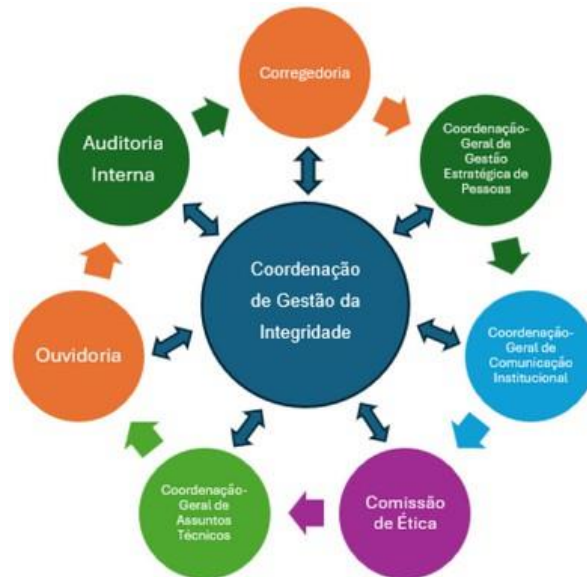 Corregedoria
Coordenação-
Geral de
Gestão
Estratégica de
Pessoas
Coordenação-
Geral de
Comunicação
Institucional
Comissão
de Ética
Coordenação-
Geral de
Assuntos
Técnicos
Ouvidoria
Auditoria
Interna
Coordenação
de Gestão da
Integridade